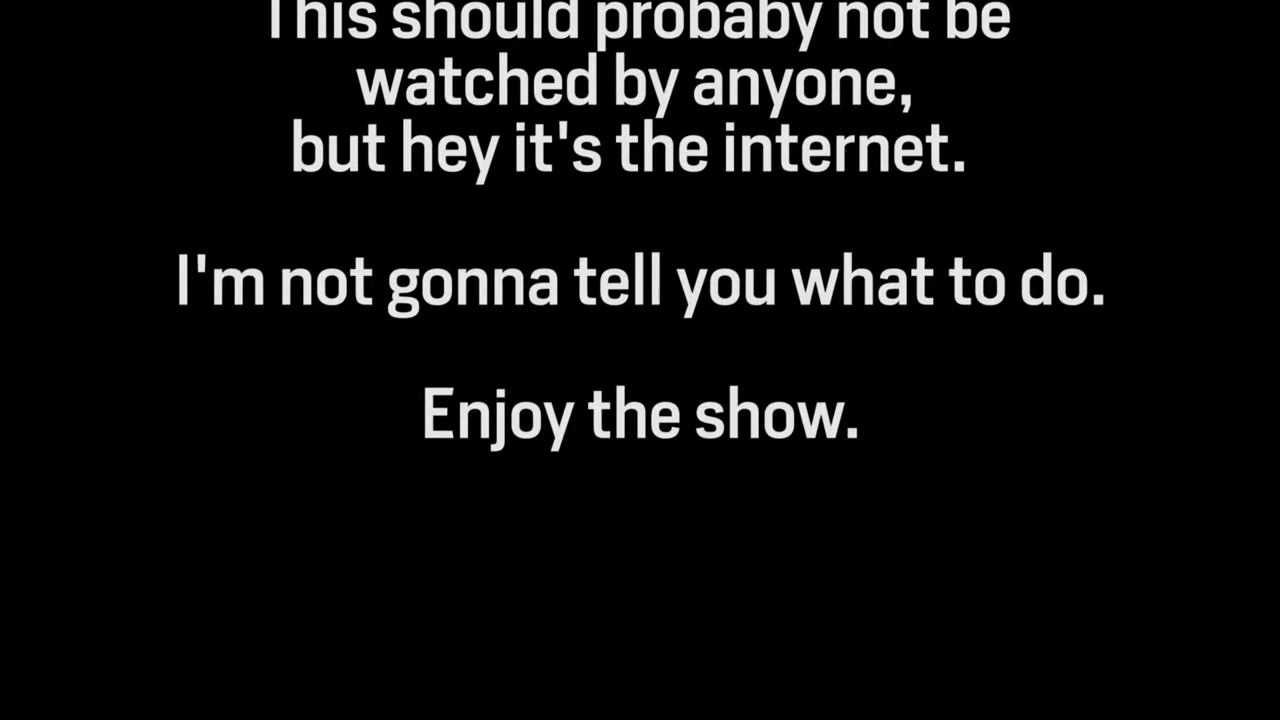 This should probaby not be
watched by anyone,
but hey it's the internet.
I'm not gonna tell you what to do.
Enjoy the show.